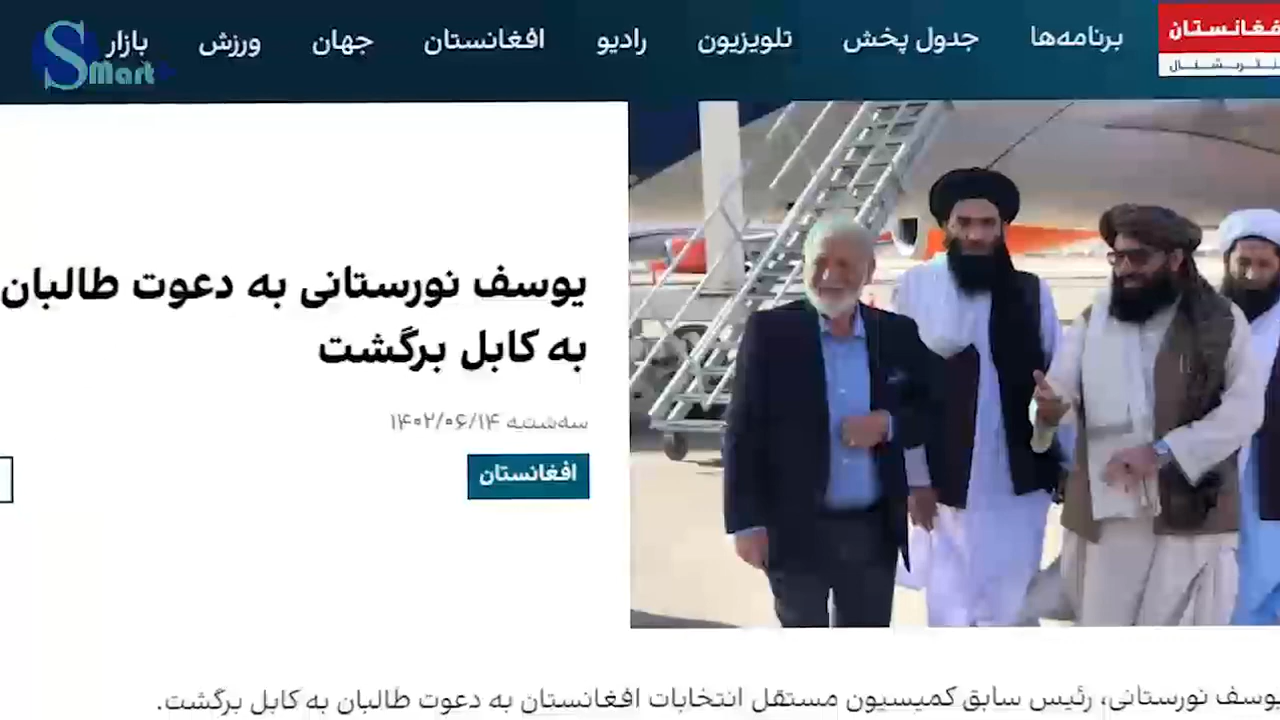 Smart
برنامه‌ها جدول پخش تلویزیون رادیو افغانستان جهان ورزش بازار
یوسف نورستانی به دعوت طالبان
به کابل برگشت
سه‌شنبه ۱۴۰۲/۰۶/۱۴
افغانستان
یوسف نورستانی، رئیس سابق کمیسیون مستقل انتخابات افغانستان به دعوت طالبان به کابل برگشت.